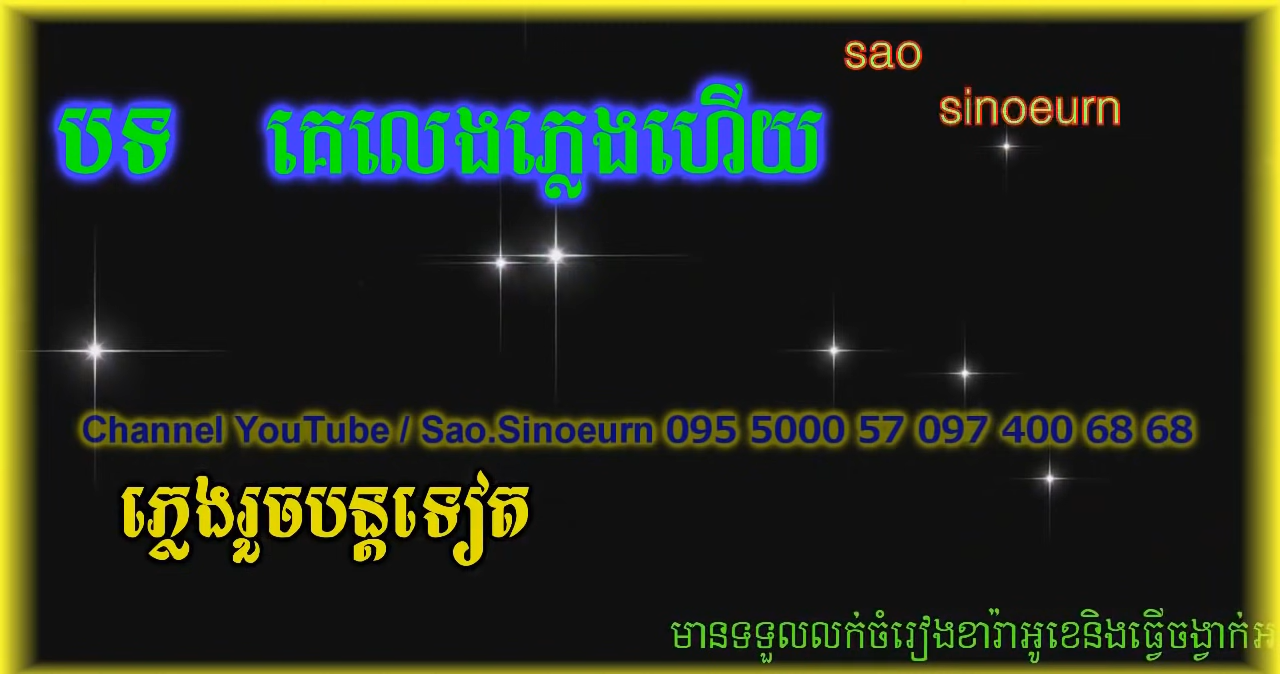 sao
sinoeurn
បទ គេលេងភ្លេងហើយ
Channel YouTube / Sao.Sinoeurn 095 5000 57 097 400 68 68
ភ្លេងរួចបន្តទៀត
មានទទួលលក់ចំរៀងខារ៉ាអូខេនិងធ្វើចង្វាក់